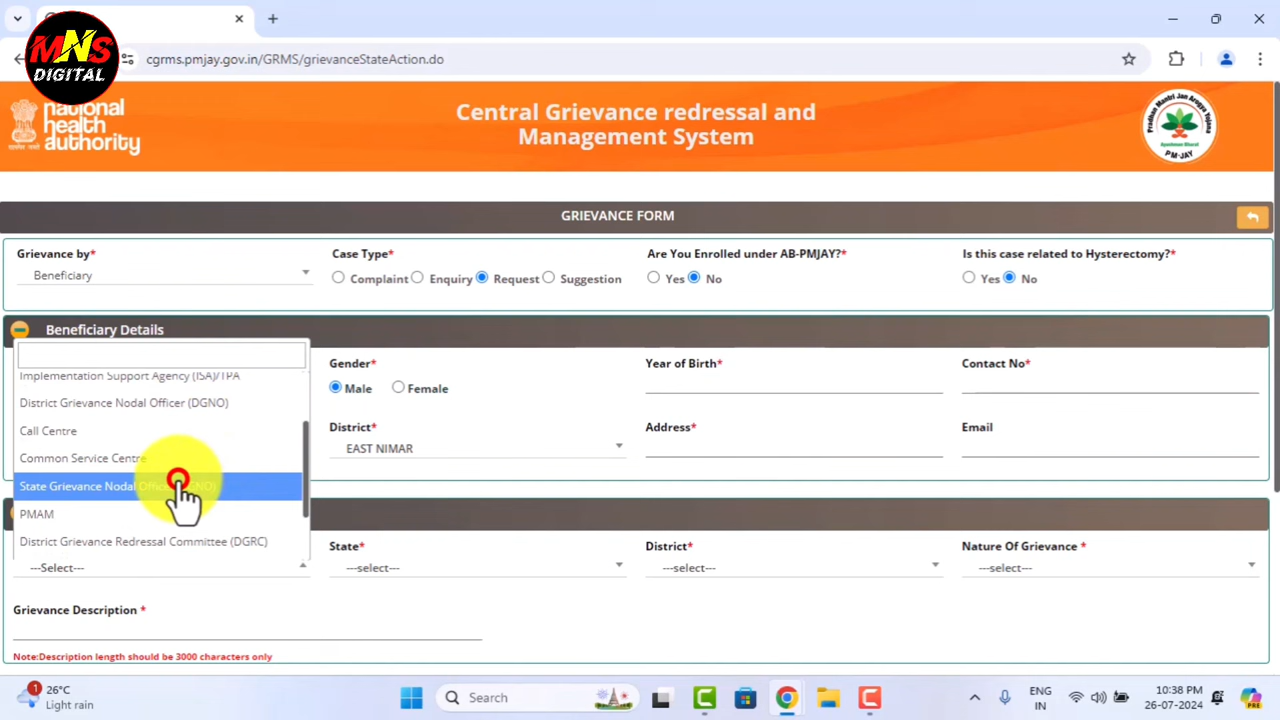 MNS
DIGITAL
cgrms.pmjay.gov.in/GRMS/grievanceStateAction.do
national
health
authority
Central Grievance redressal and
Management System
PM-JAY
GRIEVANCE FORM
Grievance by*
Case Type*
Are You Enrolled under AB-PMJAY?*
Is this case related to Hysterectomy?*
Beneficiary
Complaint Enquiry Request Suggestion
Yes No
Yes No
Beneficiary Details
Gender*
Year of Birth*
Contact No*
Implementation Support Agency (ISA)/TPA
Male Female
District Grievance Nodal Officer (DGNO)
District*
Address*
Email
Call Centre
EAST NIMAR
Common Service Centre
State Grievance Nodal
PMAM
District Grievance Redressal Committee (DGRC)
State*
District*
Nature Of Grievance *
---Select---
---select---
---select---
---select---
Grievance Description *
Note:Description length should be 3000 characters only
1
26°C
Light rain
Search
ENG
IN
10:38 PM
26-07-2024
PRE